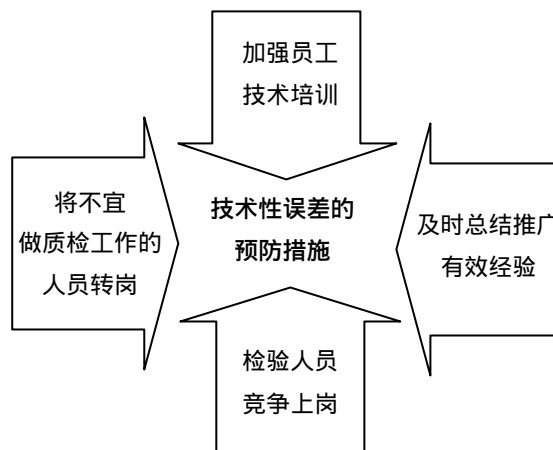 加强员工
技术培训
将不宜
做质检工作的
人员转岗
技术性误差的
预防措施
及时总结推广
有效经验
检验人员
竞争上岗